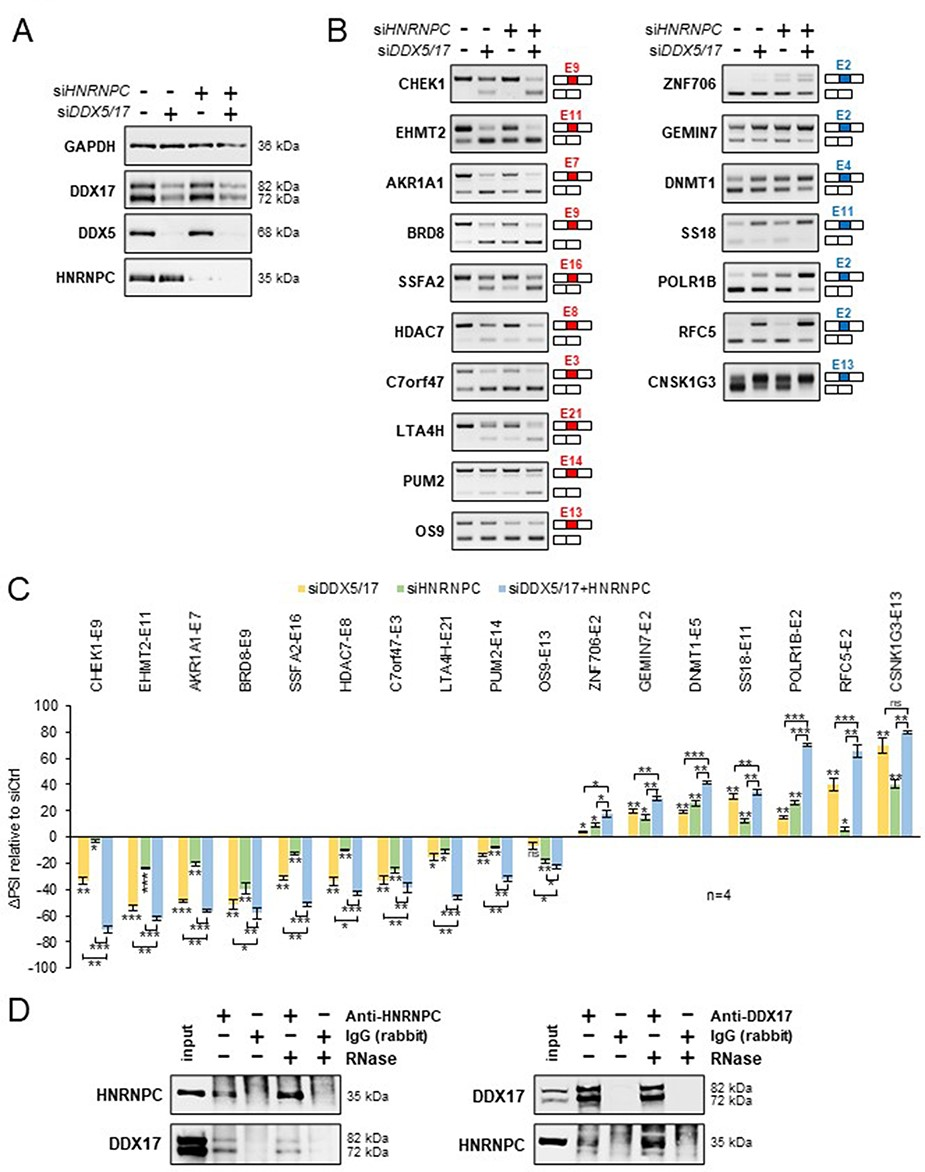 A
siHNRNPC - - + +
siDDX5/17 - + - +
GAPDH 36 kDa
DDX17 82 kDa
72 kDa
DDX5 68 kDa
HNRNPC 35 kDa
B
siHNRNPC - - + +
siDDX5/17 - + - +
CHEK1 E9
EHMT2 E11
AKR1A1 E7
BRD8 E9
SSFA2 E16
HDAC7 E8
C7orf47 E3
LTA4H E21
PUM2 E14
OS9 E13
siHNRNPC - - + +
siDDX5/17 - + - +
ZNF706 E2
GEMIN7 E2
DNMT1 E4
SS18 E11
POLR1B E2
RFC5 E2
CNSK1G3 E13
C
siDDX5/17 siHNRNPC siDDX5/17+HNRNPC
CHEK1-E9
EHMT2-E11
AKR1A1-E7
BRD8-E9
SSFA2-E16
HDAC7-E8
C7orf47-E3
LTA4H-E21
PUM2-E14
OS9-E13
ZNF706-E2
GEMIN7-E2
DNMT1-E5
SS18-E11
POLR1B-E2
RFC5-E2
CSNK1G3-E13
ΔPSI relative to siCtrl
100
80
60
40
20
0
-20
-40
-60
-80
-100
ns
ns
n=4
D
input + - + - Anti-HNRNPC
- + - + IgG (rabbit)
- - + + RNase
HNRNPC 35 kDa
DDX17 82 kDa
72 kDa
input + - + - Anti-DDX17
- + - + IgG (rabbit)
- - + + RNase
DDX17 82 kDa
72 kDa
HNRNPC 35 kDa